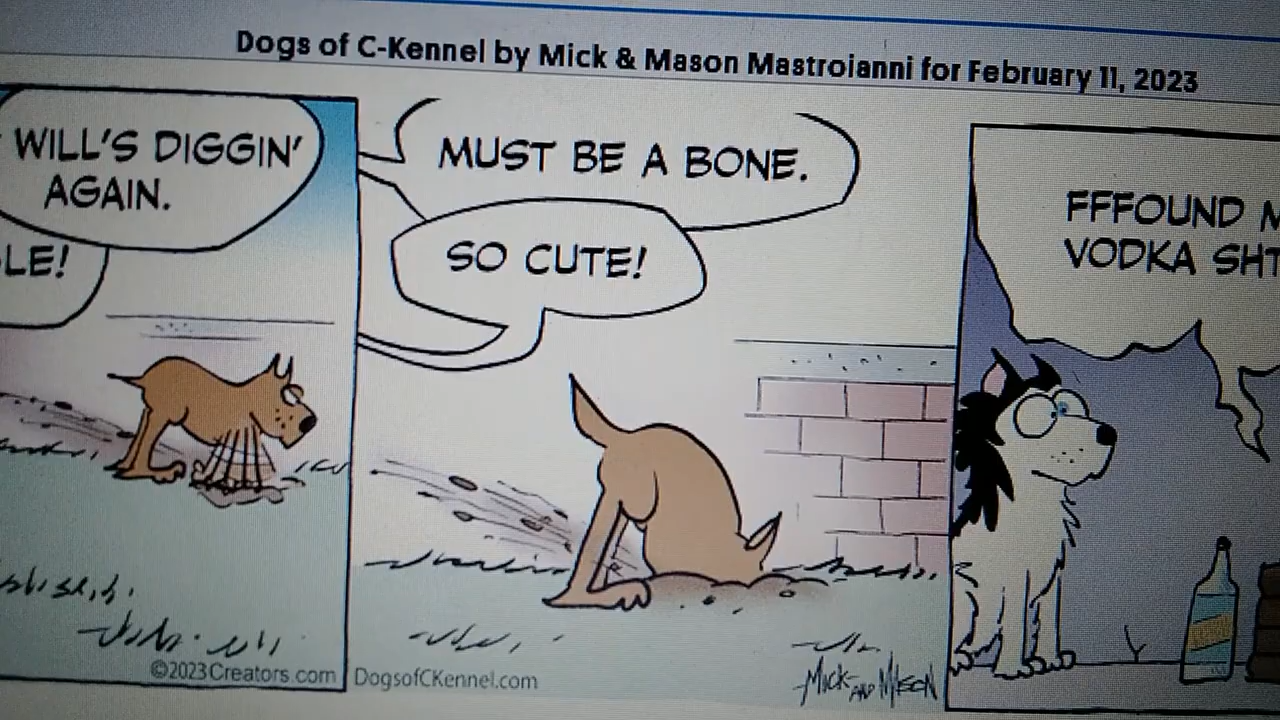 Dogs of C-Kennel by Mick & Mason Mastroianni for February 11, 2023
WILL'S DIGGIN'
AGAIN.
LE!
MUST BE A BONE.
SO CUTE!
FFFOUND M
VODKA SHT
©2023Creators.com
DogsofCKennel.com
MICK AND MASON